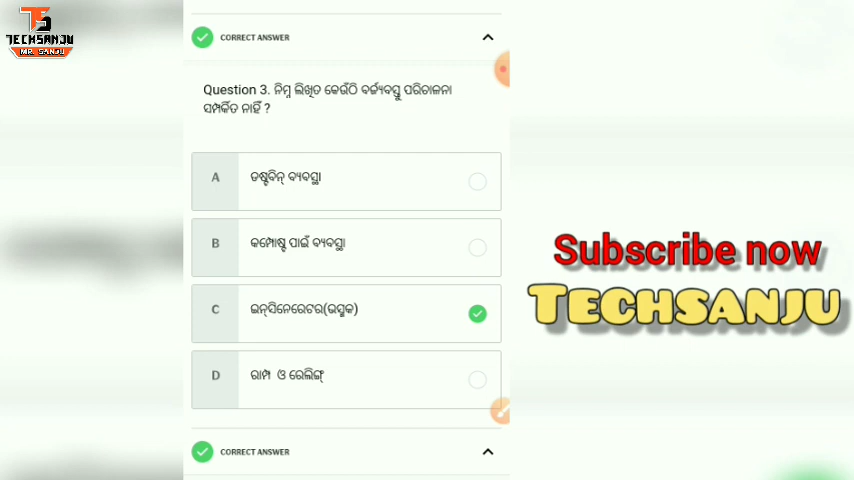 TS
TECHSANJU
MR. SANJU
CORRECT ANSWER
Question 3. ନିମ୍ନ ଲିଖିତ କେଉଁଠି ବର୍ଜ୍ୟବସ୍ତୁ ପରିଚାଳନା
ସମ୍ପର୍କିତ ନାହିଁ ?
A ଡଷ୍ଟବିନ୍ ବ୍ୟବସ୍ଥା
B କମ୍ପୋଷ୍ଟ ପାଇଁ ବ୍ୟବସ୍ଥା
C ଇନ୍‌ସିନେରେଟର(ଭସ୍ମକ)
D ରାମ୍ପ ଓ ରେଲିଙ୍ଗ୍
CORRECT ANSWER
Subscribe now
TECHSANJU